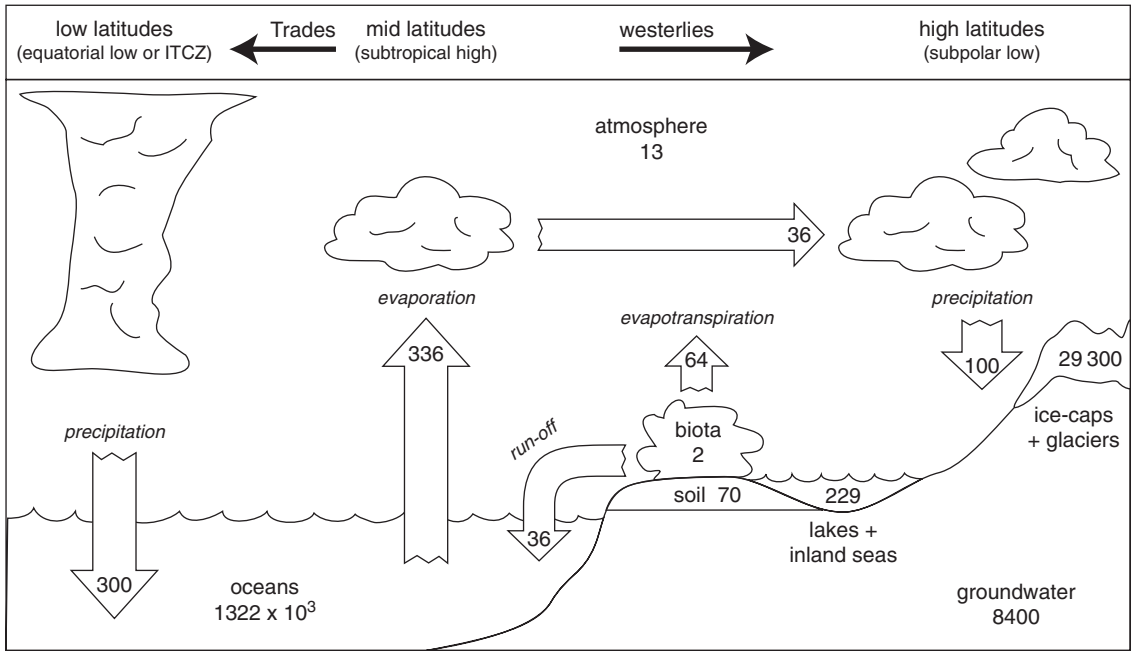 low latitudes
(equatorial low or ITCZ)
Trades
mid latitudes
(subtropical high)
westerlies
high latitudes
(subpolar low)
atmosphere
13
36
evaporation
336
evapotranspiration
64
precipitation
100
29 300
ice-caps
+ glaciers
precipitation
300
run-off
36
biota
2
soil 70
229
lakes +
inland seas
oceans
1322 x 10³
groundwater
8400